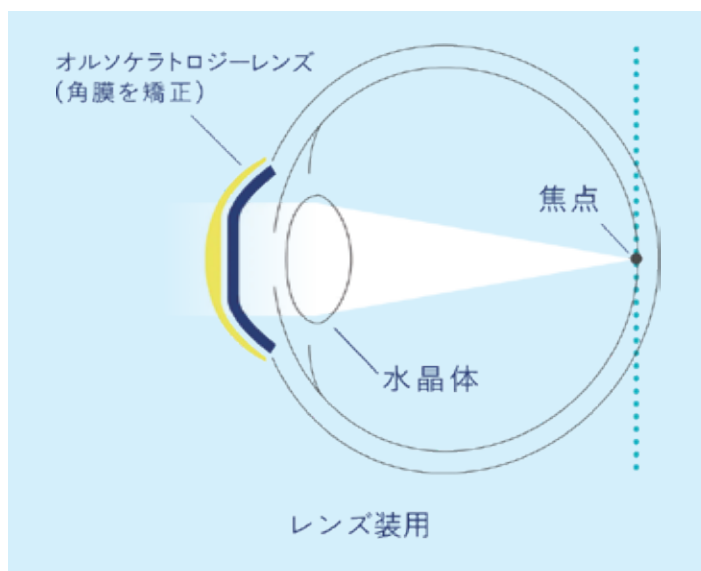 オルソケラトロジーレンズ
(角膜を矯正)
焦点
水晶体
レンズ装用